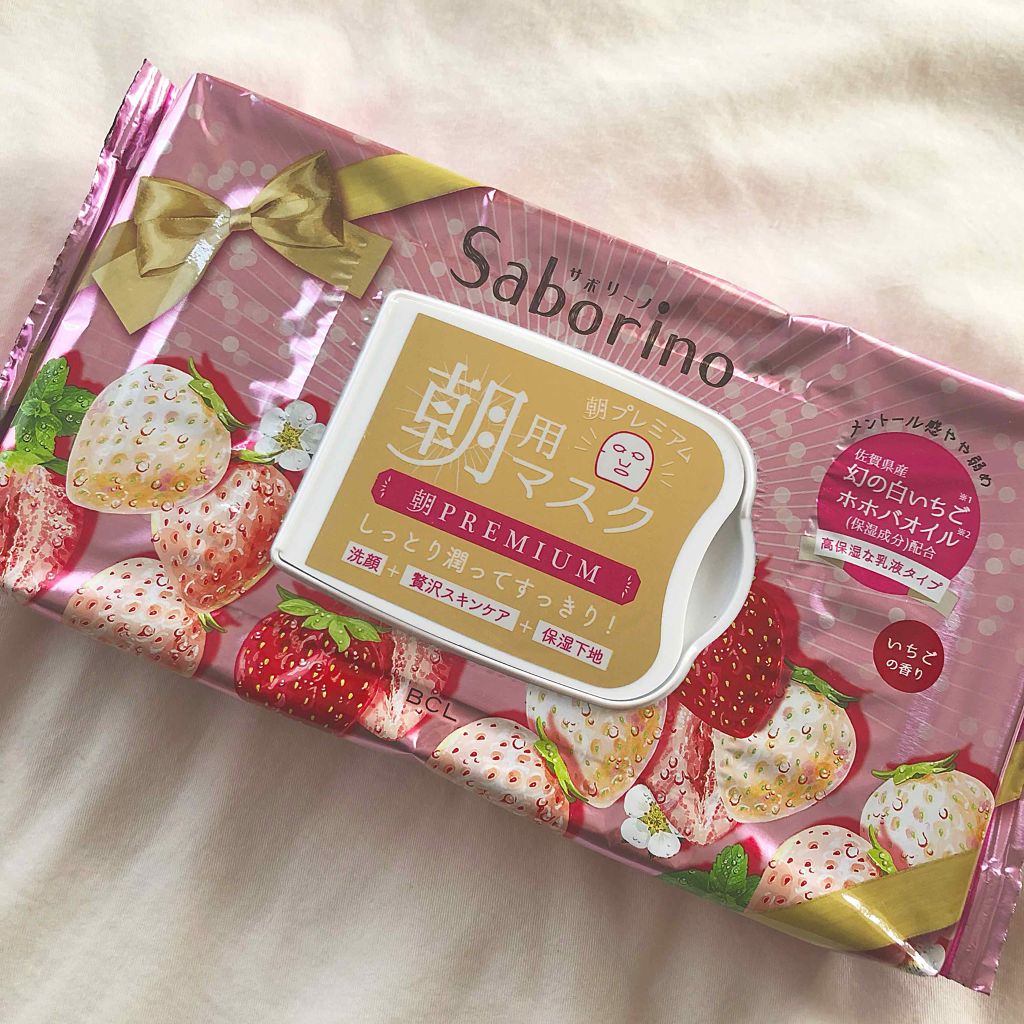 サボリーノ
Saborino
朝プレミアム
朝用マスク
朝PREMIUM
しっとり潤ってすっきり!
洗顔+贅沢スキンケア+保湿下地
メントール感やや弱め
佐賀県産
幻の白いちご※1
ホホバオイル※2
(保湿成分)配合
高保湿な乳液タイプ
いちご
の香り
BCL